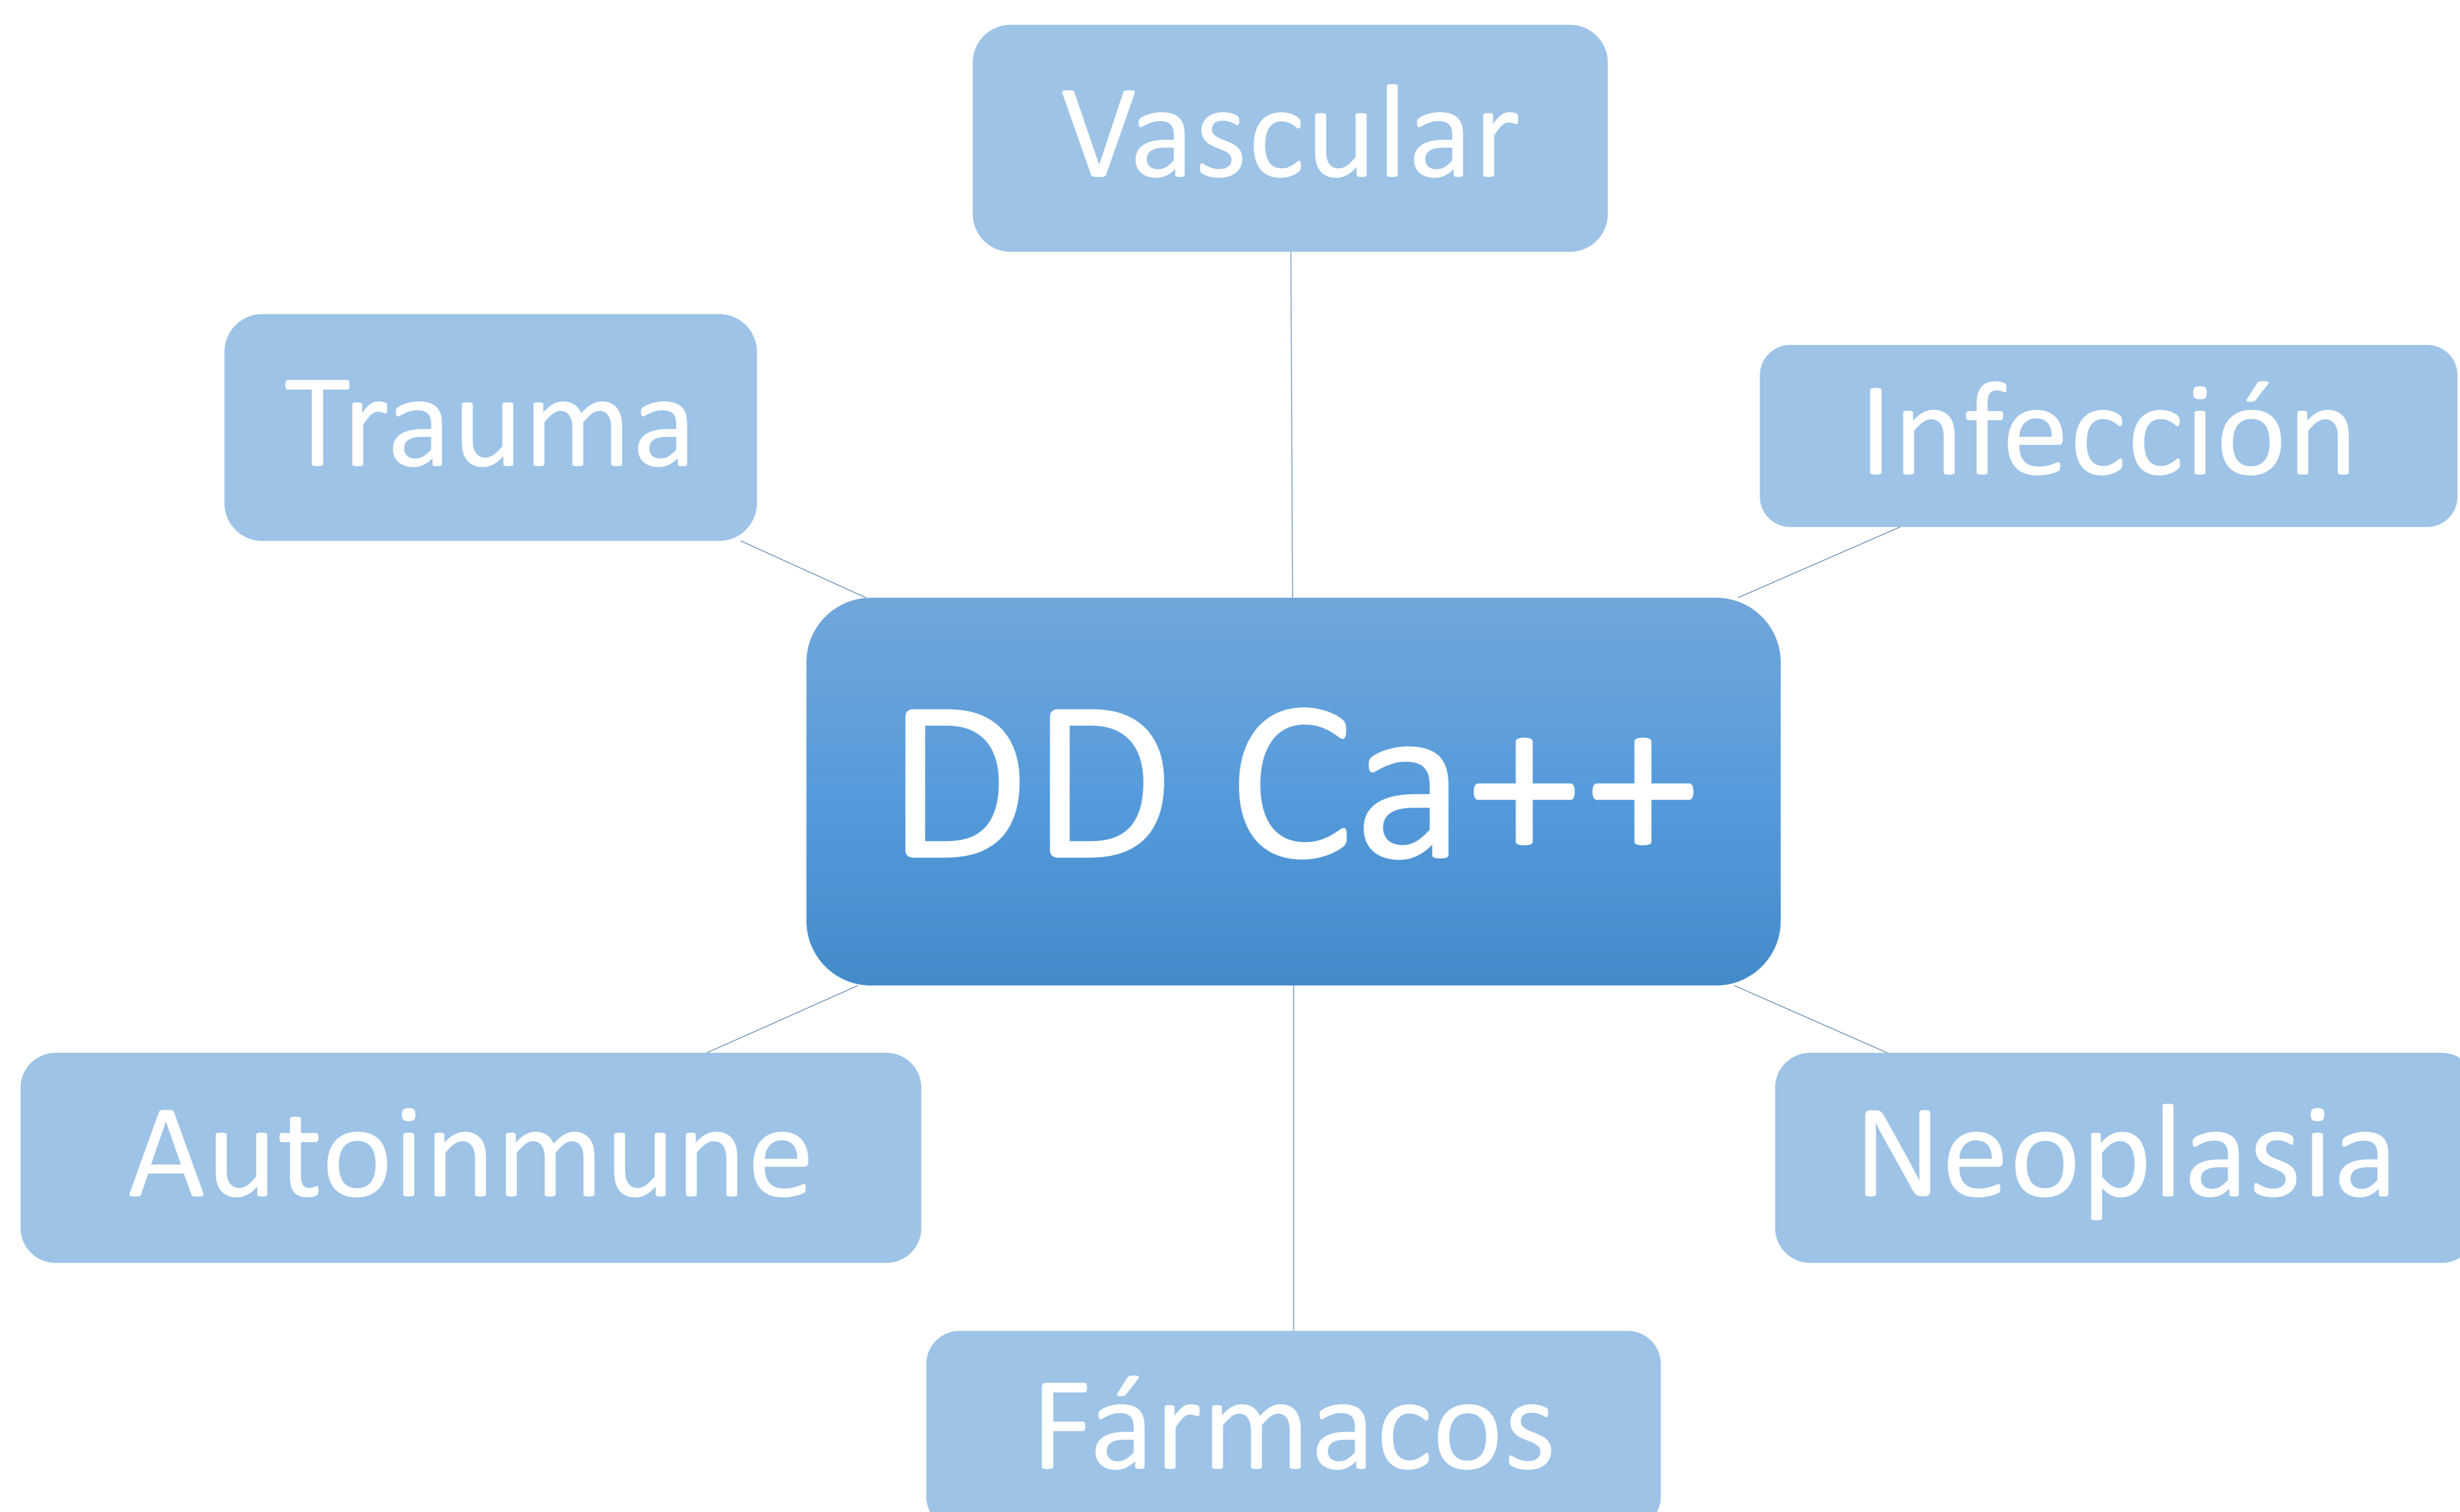 Vascular
Trauma
Infección
DD Ca++
Autoinmune
Neoplasia
Fármacos